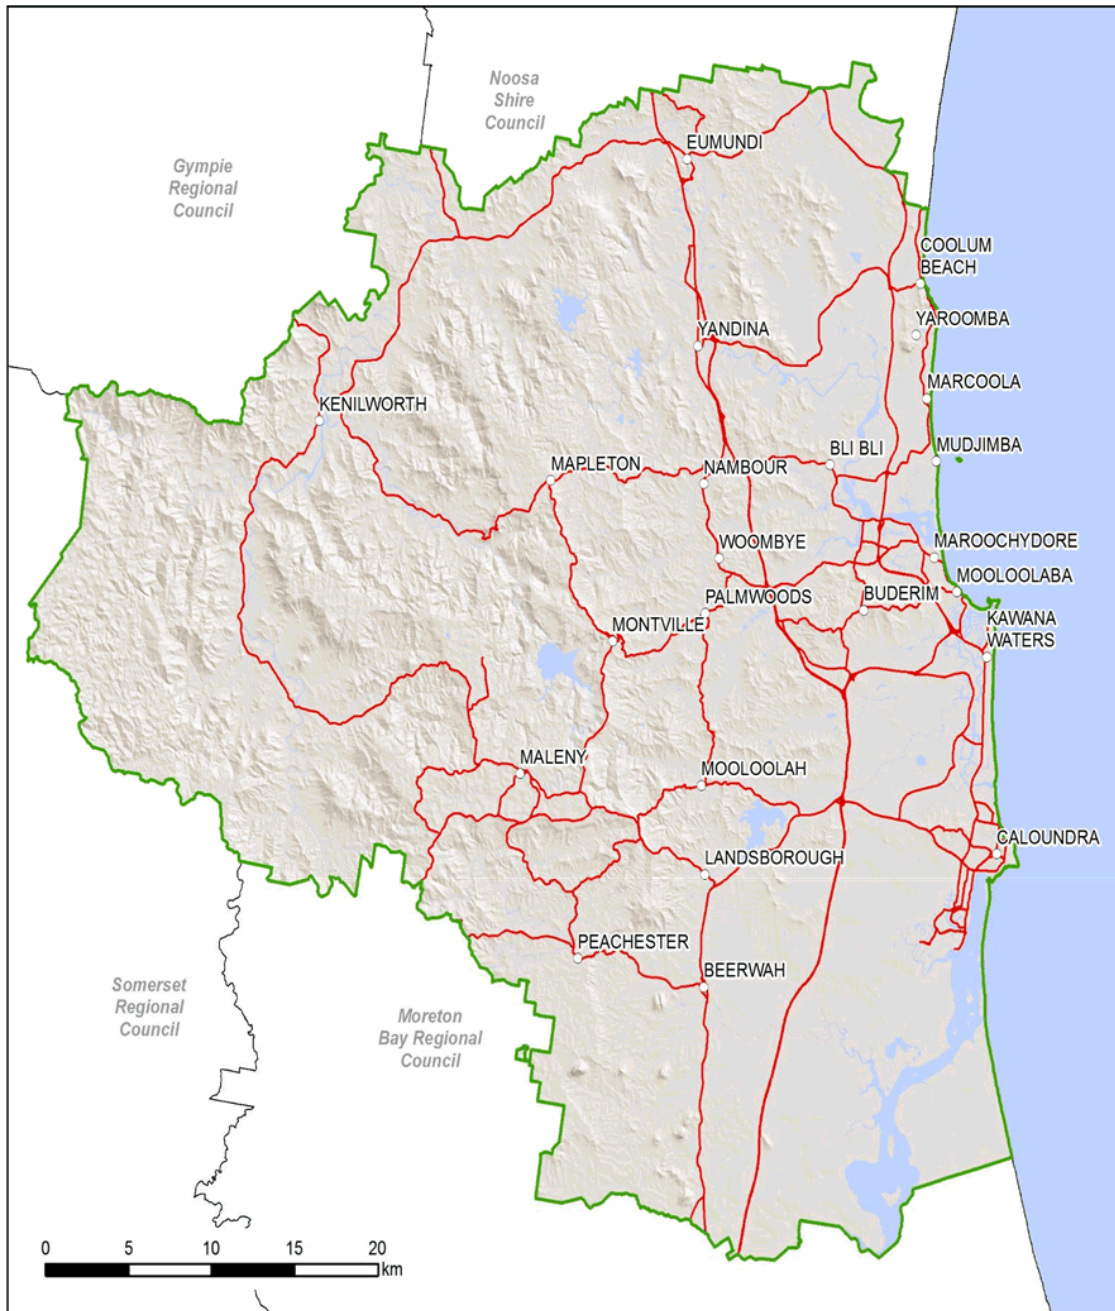 Noosa
Shire
Council
EUMUNDI
Gympie
Regional
Council
COOLUM
BEACH
YAROOMBA
YANDINA
MARCOOLA
KENILWORTH
BLI BLI
MUDJIMBA
MAPLETON
NAMBOUR
WOOMBYE
MAROOCHYDORE
MOOLOOLABA
PALMWOODS
BUDERIM
MONTVILLE
KAWANA
WATERS
MALENY
MOOLOOLAH
CALOUNDRA
LANDSBOROUGH
PEACHESTER
BEERWAH
Somerset
Regional
Council
Moreton
Bay Regional
Council
0 5 10 15 20
km